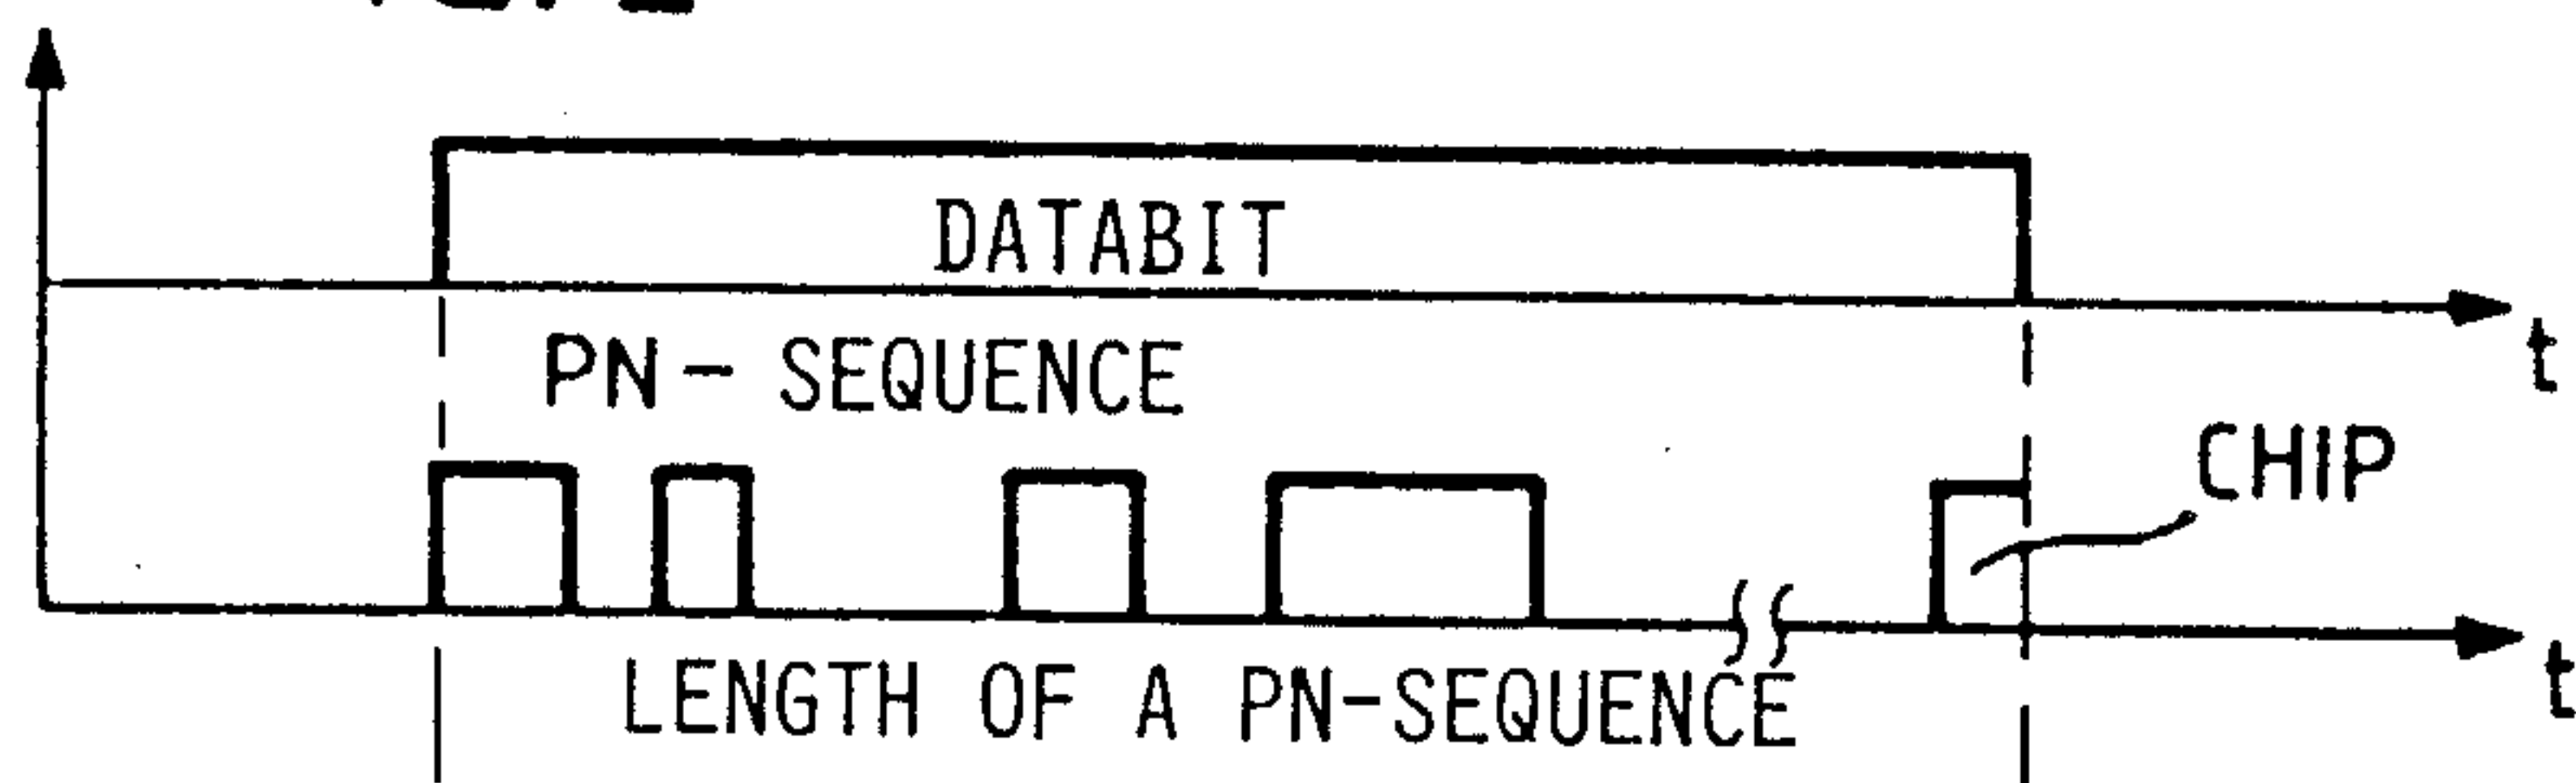 DATABIT
t
PN- SEQUENCE
CHIP
t
LENGTH OF A PN-SEQUENCE